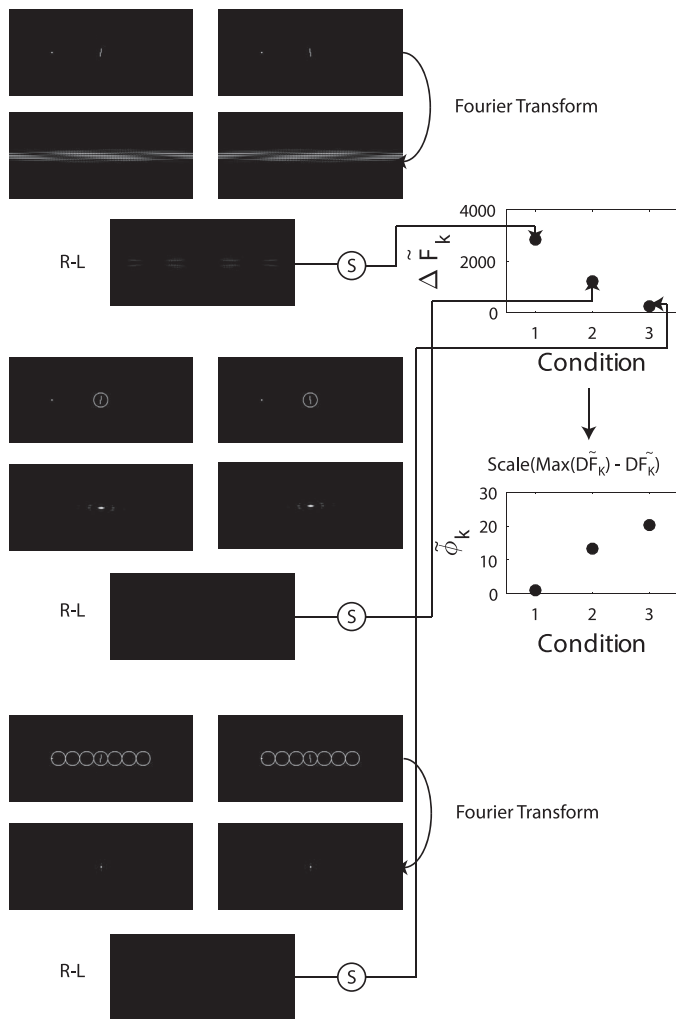 Fourier Transform
R-L
S
Δ F̃ k
4000
2000
0
1 2 3
Condition
R-L
S
Scale(Max(DF̃K) - DF̃K)
ϕ̃ k
30
20
10
0
1 2 3
Condition
Fourier Transform
R-L
S